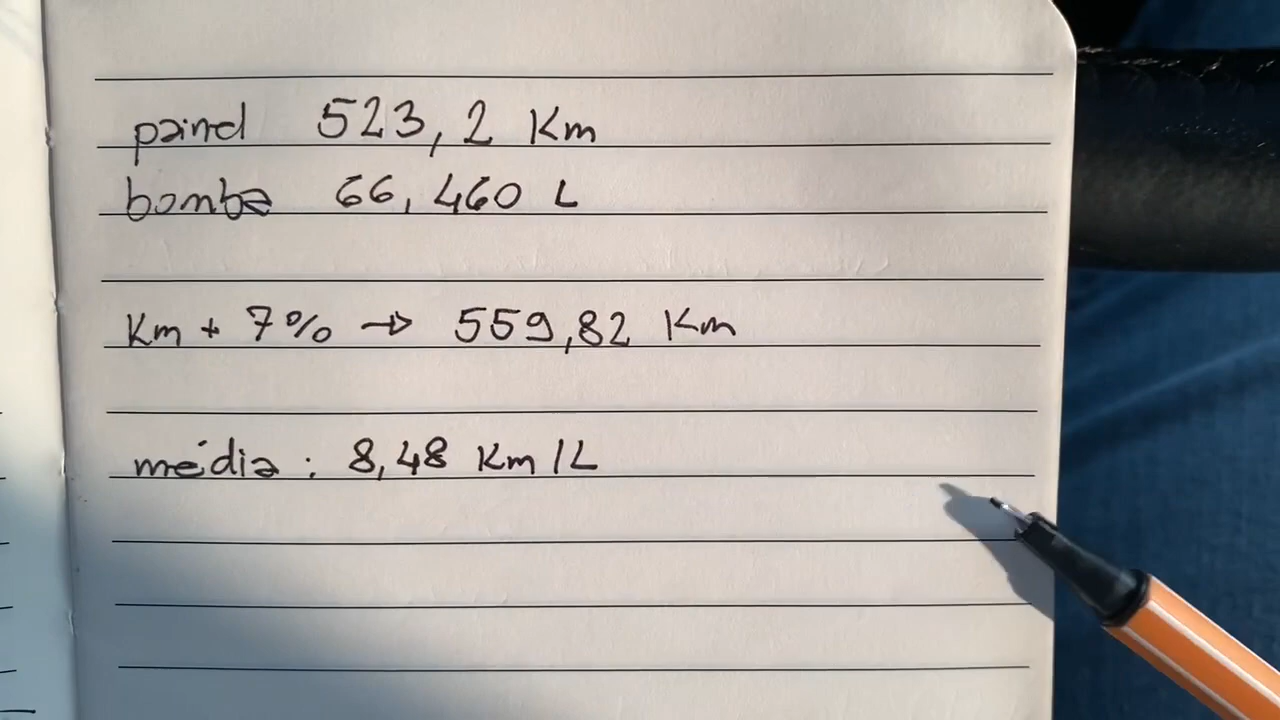 painel 523,2 Km
bomba 66,460 L
Km + 7% → 559,82 Km
média : 8,48 Km/L